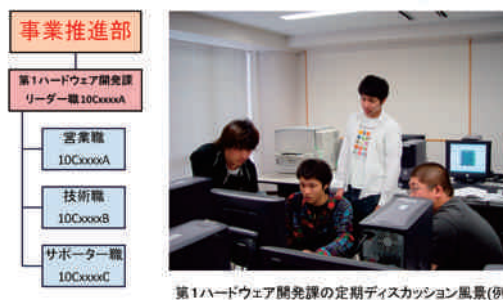 事業推進部
第1ハードウェア開発課
リーダー職10CxxxxA
営業職
10CxxxxA
技術職
10CxxxxB
サポーター職
10CxxxxC
第1ハードウェア開発課の定期ディスカッション風景(例